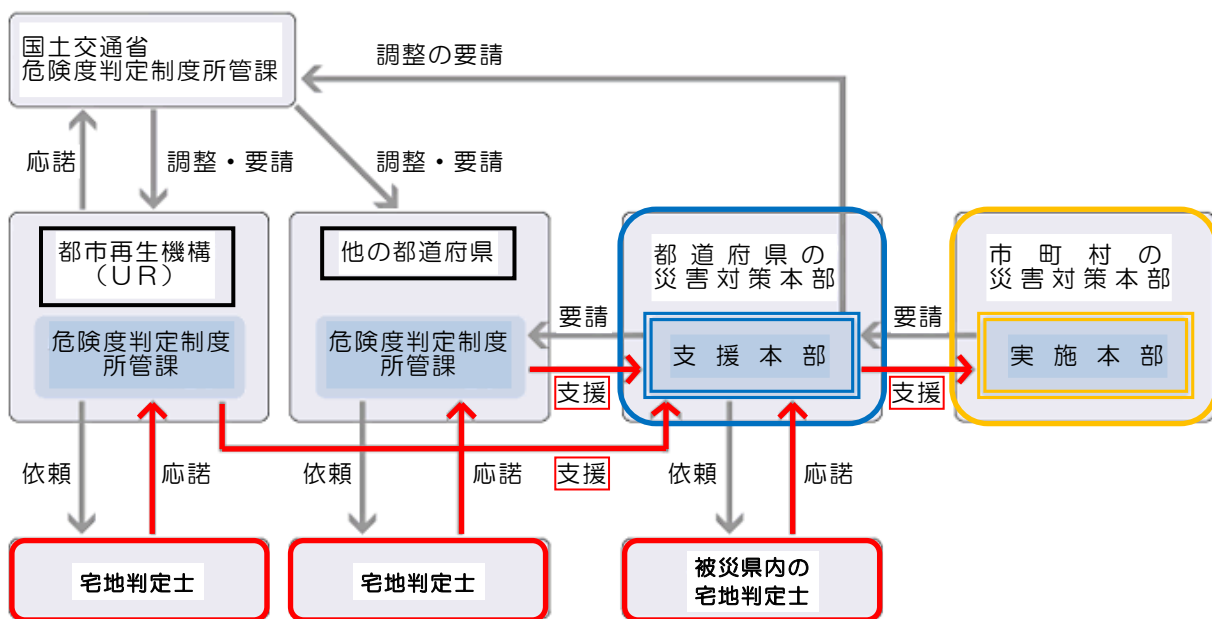 国土交通省
危険度判定制度所管課
調整の要請
応諾
調整・要請
調整・要請
都市再生機構
（ＵＲ）
他の都道府県
都道府県の
災害対策本部
市町村の
災害対策本部
危険度判定制度
所管課
危険度判定制度
所管課
要請
支援本部
要請
実施本部
支援
支援
依頼
応諾
支援
依頼
応諾
依頼
応諾
宅地判定士
宅地判定士
被災県内の
宅地判定士